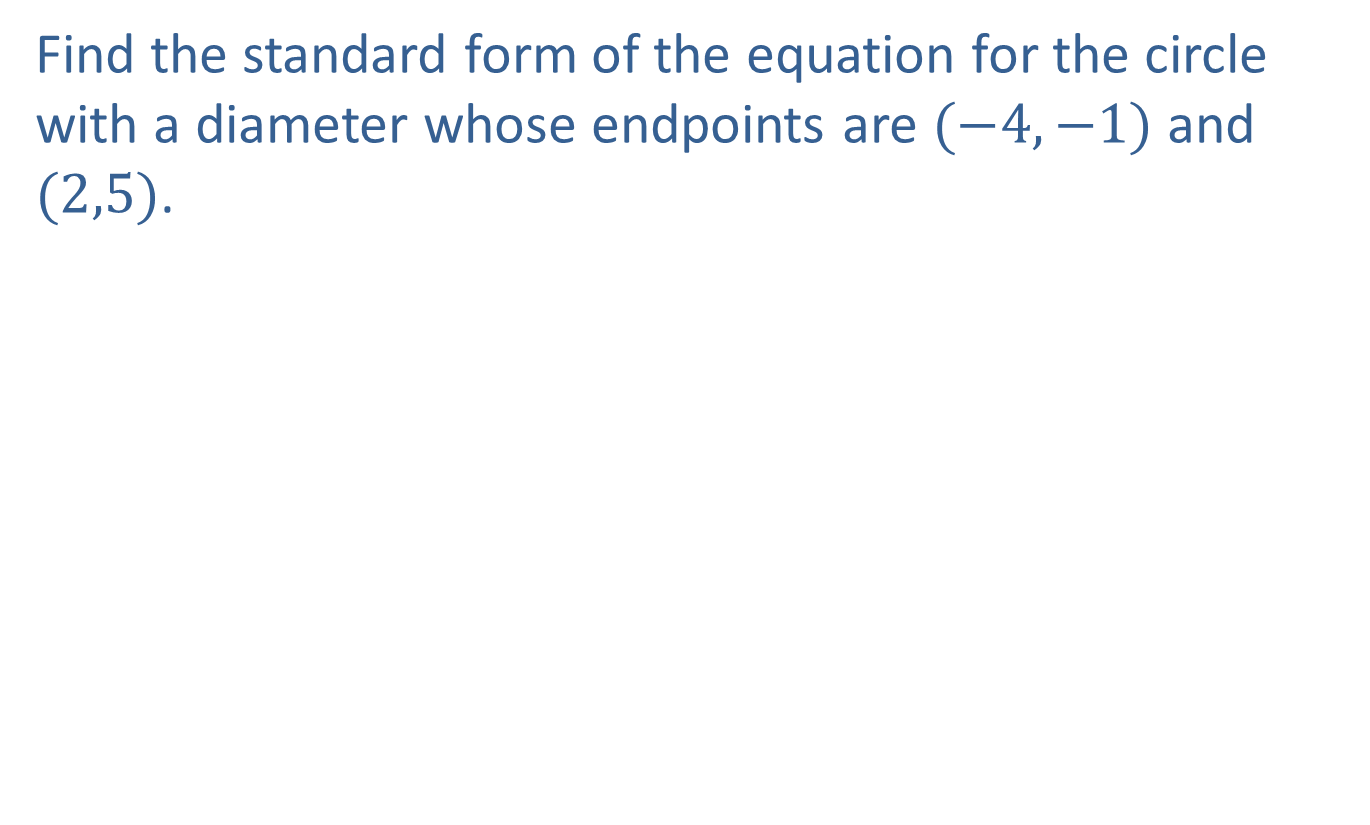 Find the standard form of the equation for the circle
with a diameter whose endpoints are (−4, −1) and
(2,5).